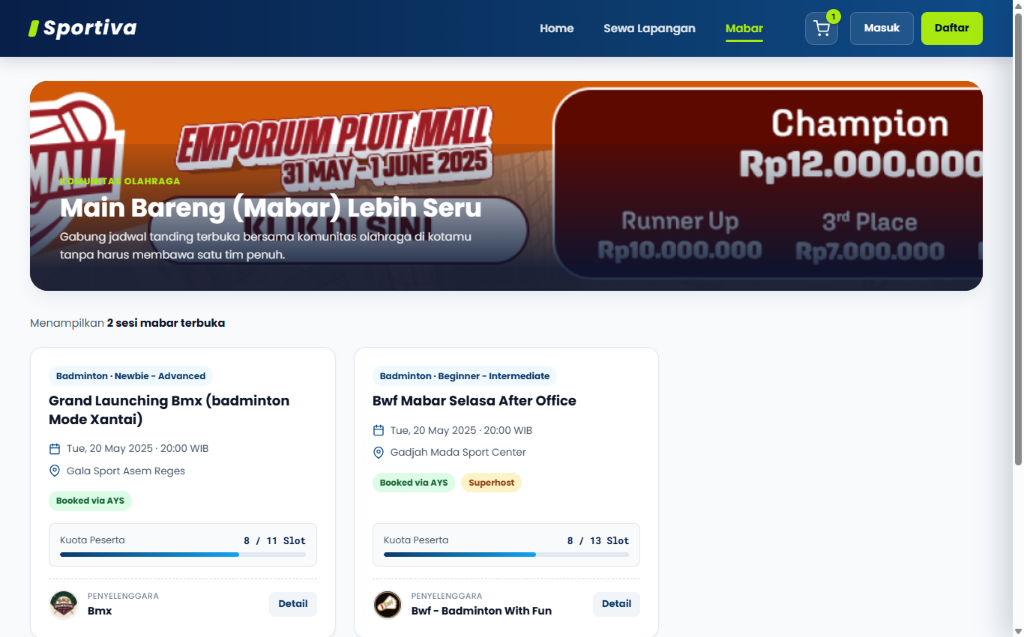 Sportiva
Home
Sewa Lapangan
Mabar
1
Masuk
Daftar
EMPORIUM PLUIT MALL
31 MAY - 1 JUNE 2025
MALL
Champion
Rp12.000.000
Runner Up
Rp10.000.000
3rd Place
Rp7.000.000
KOMUNITAS OLAHRAGA
Main Bareng (Mabar) Lebih Seru
Gabung jadwal tanding terbuka bersama komunitas olahraga di kotamu
tanpa harus membawa satu tim penuh.
Menampilkan 2 sesi mabar terbuka
Badminton · Newbie - Advanced
Grand Launching Bmx (badminton
Mode Xantai)
Tue, 20 May 2025 · 20:00 WIB
Gala Sport Asem Reges
Booked via AYS
Kuota Peserta
8 / 11 Slot
PENYELENGGARA
Bmx
Detail
Badminton · Beginner - Intermediate
Bwf Mabar Selasa After Office
Tue, 20 May 2025 · 20:00 WIB
Gadjah Mada Sport Center
Booked via AYS
Superhost
Kuota Peserta
8 / 13 Slot
PENYELENGGARA
Bwf - Badminton With Fun
Detail